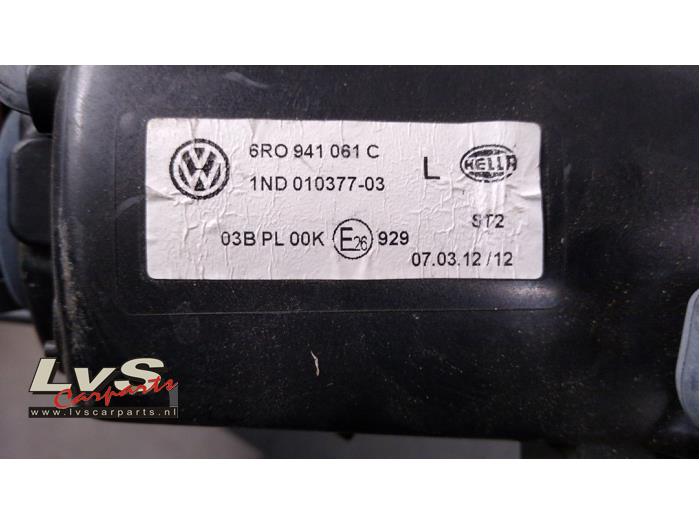 VW
6RO 941 061 C
L
HELLA
1ND 010377-03
ST2
03B PL 00K E26 929
07.03.12 /12
LvS
Carparts
www.lvscarparts.nl